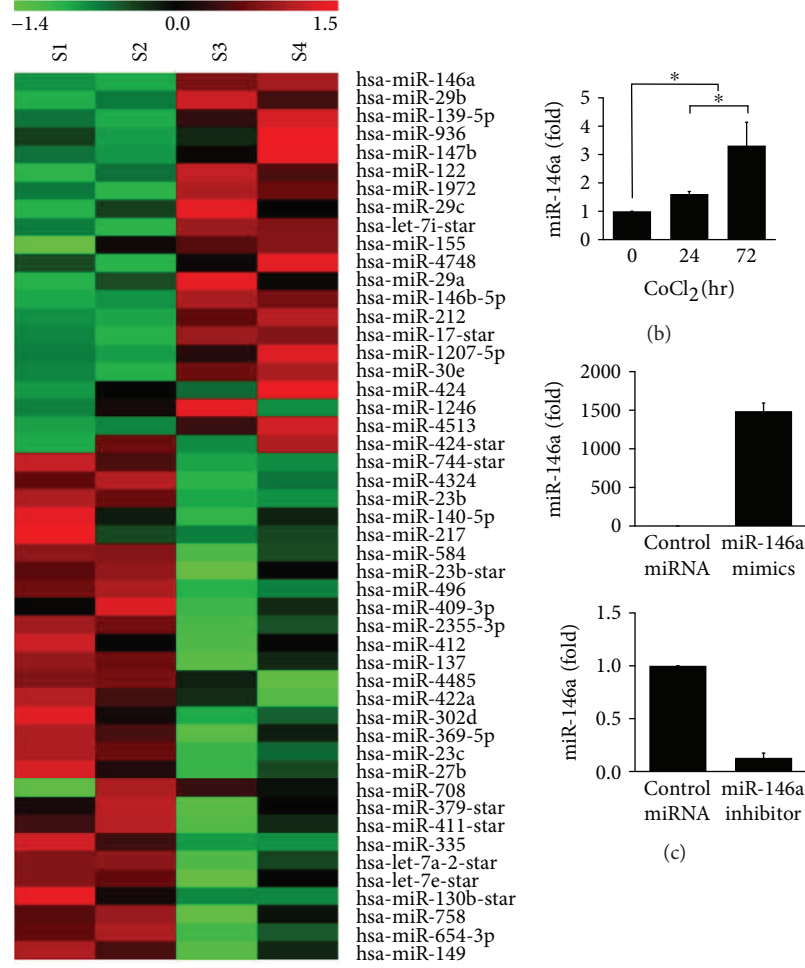 −1.4 0.0 1.5
S1 S2 S3 S4
hsa-miR-146a
hsa-miR-29b
hsa-miR-139-5p
hsa-miR-936
hsa-miR-147b
hsa-miR-122
hsa-miR-1972
hsa-miR-29c
hsa-let-7i-star
hsa-miR-155
hsa-miR-4748
hsa-miR-29a
hsa-miR-146b-5p
hsa-miR-212
hsa-miR-17-star
hsa-miR-1207-5p
hsa-miR-30e
hsa-miR-424
hsa-miR-1246
hsa-miR-4513
hsa-miR-424-star
hsa-miR-744-star
hsa-miR-4324
hsa-miR-23b
hsa-miR-140-5p
hsa-miR-217
hsa-miR-584
hsa-miR-23b-star
hsa-miR-496
hsa-miR-409-3p
hsa-miR-2355-3p
hsa-miR-412
hsa-miR-137
hsa-miR-4485
hsa-miR-422a
hsa-miR-302d
hsa-miR-369-5p
hsa-miR-23c
hsa-miR-27b
hsa-miR-708
hsa-miR-379-star
hsa-miR-411-star
hsa-miR-335
hsa-let-7a-2-star
hsa-let-7e-star
hsa-miR-130b-star
hsa-miR-758
hsa-miR-654-3p
hsa-miR-149
miR-146a (fold)
5
4
3
2
1
0
*
*
0 24 72
CoCl₂ (hr)
(b)
miR-146a (fold)
2000
1500
1000
500
0
Control miR-146a
miRNA mimics
miR-146a (fold)
1.5
1.0
0.5
0.0
Control miR-146a
miRNA inhibitor
(c)